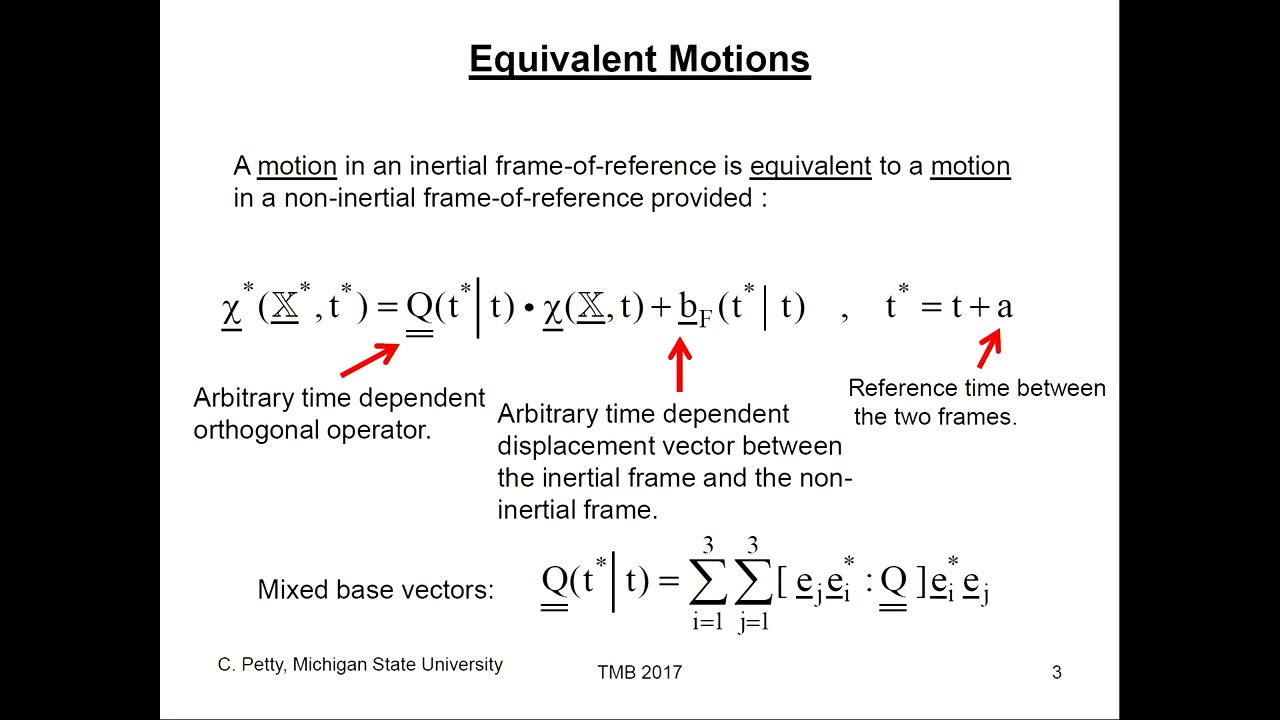 Equivalent Motions
A motion in an inertial frame-of-reference is equivalent to a motion
in a non-inertial frame-of-reference provided :
χ*(𝕏*, t*) = Q(t*| t) • χ(𝕏, t) + b_F(t* | t) , t* = t + a
Arbitrary time dependent
orthogonal operator.
Arbitrary time dependent
displacement vector between
the inertial frame and the non-
inertial frame.
Reference time between
the two frames.
Mixed base vectors: Q(t*| t) = ∑_{i=1}^{3} ∑_{j=1}^{3} [ e_j e_i* : Q ] e_i* e_j
C. Petty, Michigan State University
TMB 2017
3